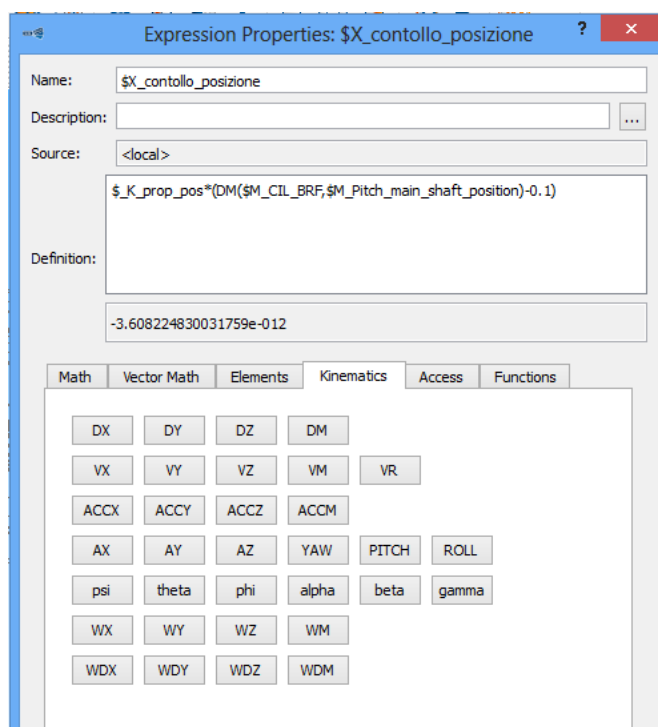 Expression Properties: $X_contollo_posizione ? ×
Name: $X_contollo_posizione
Description: ...
Source: <local>
Definition: $_K_prop_pos*(DM($M_CIL_BRF,$M_Pitch_main_shaft_position)-0.1)
-3.608224830031759e-012
Math Vector Math Elements Kinematics Access Functions
DX DY DZ DM
VX VY VZ VM VR
ACCX ACCY ACCZ ACCM
AX AY AZ YAW PITCH ROLL
psi theta phi alpha beta gamma
WX WY WZ WM
WDX WDY WDZ WDM